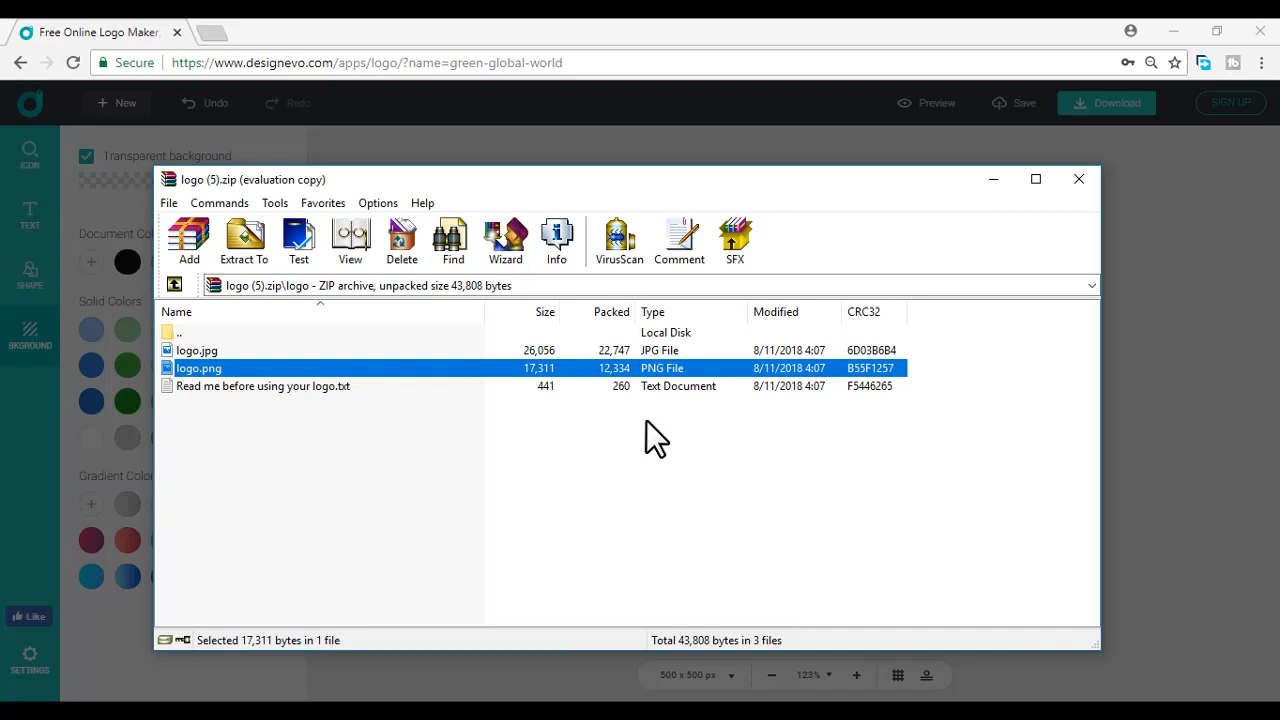 Free Online Logo Maker,
Secure https://www.designevo.com/apps/logo/?name=green-global-world
New Undo Redo Preview Save Download SIGN UP
ICON
TEXT
SHAPE
BKGROUND
Like
SETTINGS
Transparent background
Document Co
Solid Colors
Gradient Color
logo (5).zip (evaluation copy)
File Commands Tools Favorites Options Help
Add Extract To Test View Delete Find Wizard Info VirusScan Comment SFX
logo (5).zip\logo - ZIP archive, unpacked size 43,808 bytes
Name Size Packed Type Modified CRC32
.. Local Disk
logo.jpg 26,056 22,747 JPG File 8/11/2018 4:07 6D03B6B4
logo.png 17,311 12,334 PNG File 8/11/2018 4:07 B55F1257
Read me before using your logo.txt 441 260 Text Document 8/11/2018 4:07 F5446265
Selected 17,311 bytes in 1 file Total 43,808 bytes in 3 files
500 x 500 px 123%